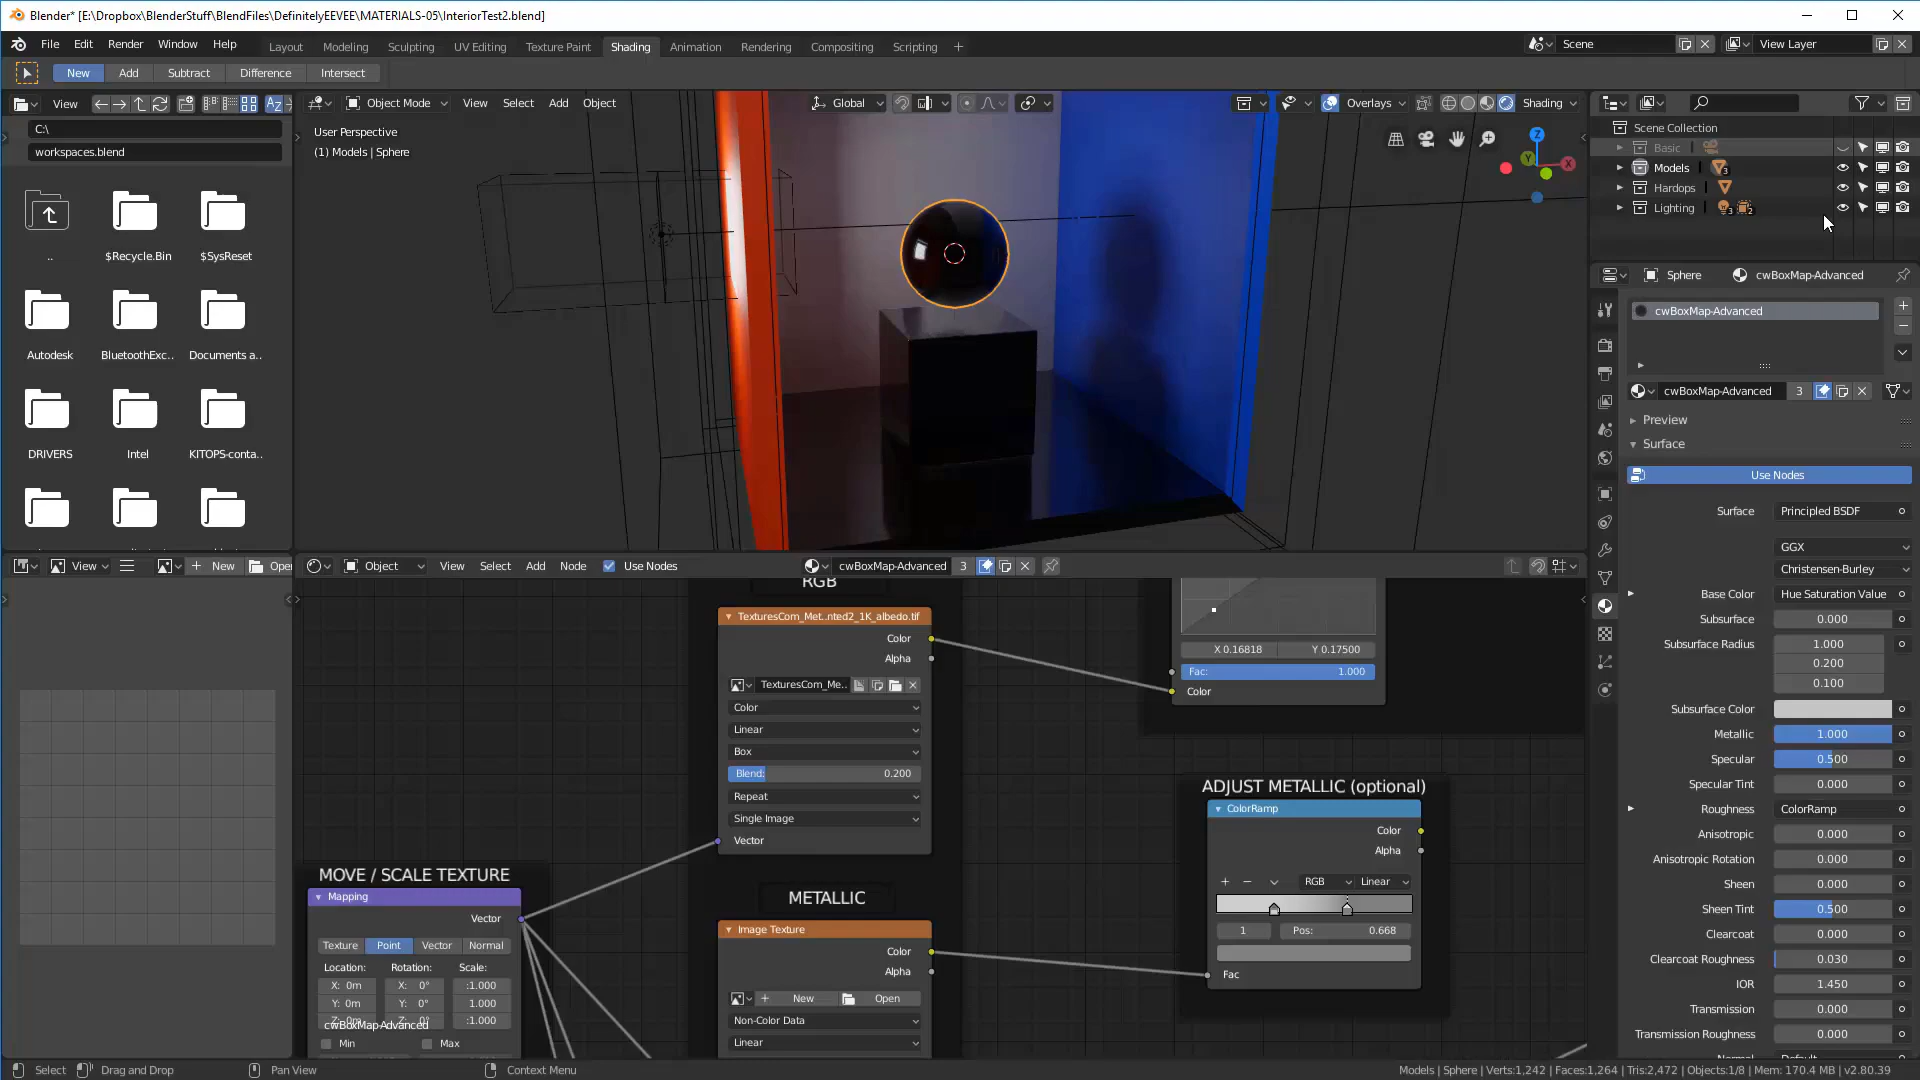 Blender* [E:\Dropbox\BlenderStuff\BlendFiles\DefinitelyEEVEE\MATERIALS-05\InteriorTest2.blend]
File Edit Render Window Help
Layout Modeling Sculpting UV Editing Texture Paint Shading Animation Rendering Compositing Scripting
Scene
View Layer
New Add Subtract Difference Intersect
View
C:\
workspaces.blend
..
$Recycle.Bin
$SysReset
Autodesk
BluetoothExc..
Documents a..
DRIVERS
Intel
KITOPS-conta..
Object Mode View Select Add Object
Global
Overlays
Shading
User Perspective
(1) Models | Sphere
Z
Y
X
Scene Collection
Basic
Models 3
Hardops
Lighting 3 2
Sphere cwBoxMap-Advanced
cwBoxMap-Advanced
cwBoxMap-Advanced 3
Preview
Surface
Use Nodes
Surface Principled BSDF
GGX
Christensen-Burley
Base Color Hue Saturation Value
Subsurface 0.000
Subsurface Radius 1.000
0.200
0.100
Subsurface Color
Metallic 1.000
Specular 0.500
Specular Tint 0.000
Roughness ColorRamp
Anisotropic 0.000
Anisotropic Rotation 0.000
Sheen 0.000
Sheen Tint 0.500
Clearcoat 0.000
Clearcoat Roughness 0.030
IOR 1.450
Transmission 0.000
Transmission Roughness 0.000
View New Open
Object View Select Add Node Use Nodes
cwBoxMap-Advanced 3
RGB
TexturesCom_Met..nted2_1K_albedo.tif
Color
Alpha
TexturesCom_Me..
Color
Linear
Box
Blend: 0.200
Repeat
Single Image
Vector
X 0.16818 Y 0.17500
Fac: 1.000
Color
ADJUST METALLIC (optional)
ColorRamp
Color
Alpha
RGB Linear
1 Pos: 0.668
Fac
MOVE / SCALE TEXTURE
Mapping
Vector
Texture Point Vector Normal
Location: Rotation: Scale:
X: 0m X: 0° :1.000
Y: 0m Y: 0° 1.000
Z: 0m Z: 0° :1.000
cwBoxMap-Advanced
Min Max
METALLIC
Image Texture
Color
Alpha
New Open
Non-Color Data
Linear
Select Drag and Drop Pan View Context Menu
Models | Sphere | Verts:1,242 | Faces:1,264 | Tris:2,472 | Objects:1/8 | Mem: 170.4 MB | v2.80.39